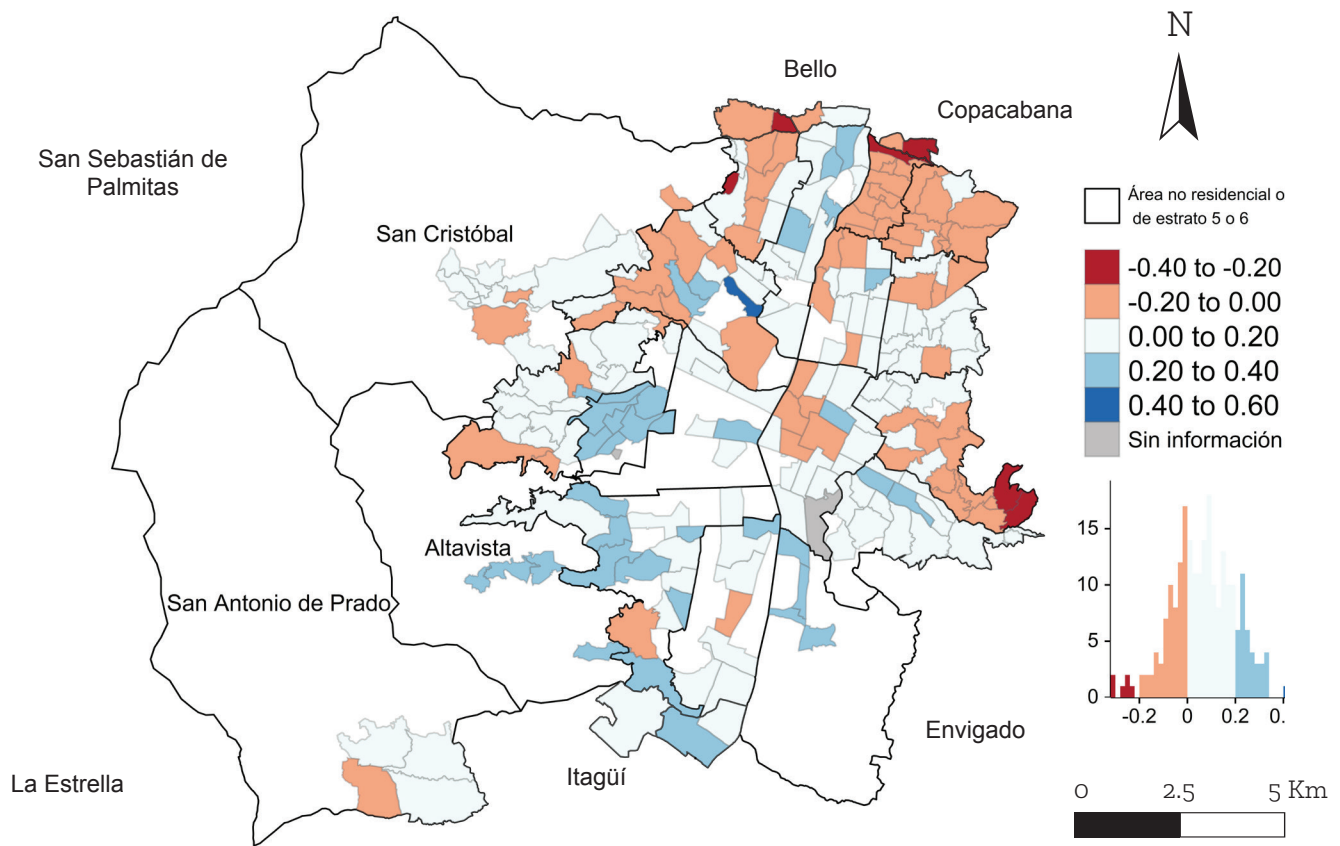 N
Bello
Copacabana
San Sebastián de
Palmitas
San Cristóbal
Altavista
San Antonio de Prado
La Estrella
Itagüí
Envigado
Área no residencial o
de estrato 5 o 6
-0.40 to -0.20
-0.20 to 0.00
0.00 to 0.20
0.20 to 0.40
0.40 to 0.60
Sin información
15
10
5
0
-0.2 0 0.2 0.
0 2.5 5 Km